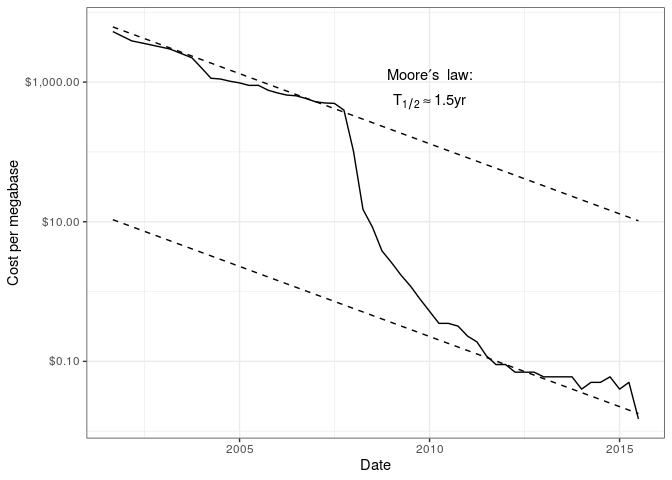 $1,000.00
$10.00
$0.10
Cost per megabase
Moore′s law:
T1/2≈1.5yr
2005
2010
2015
Date